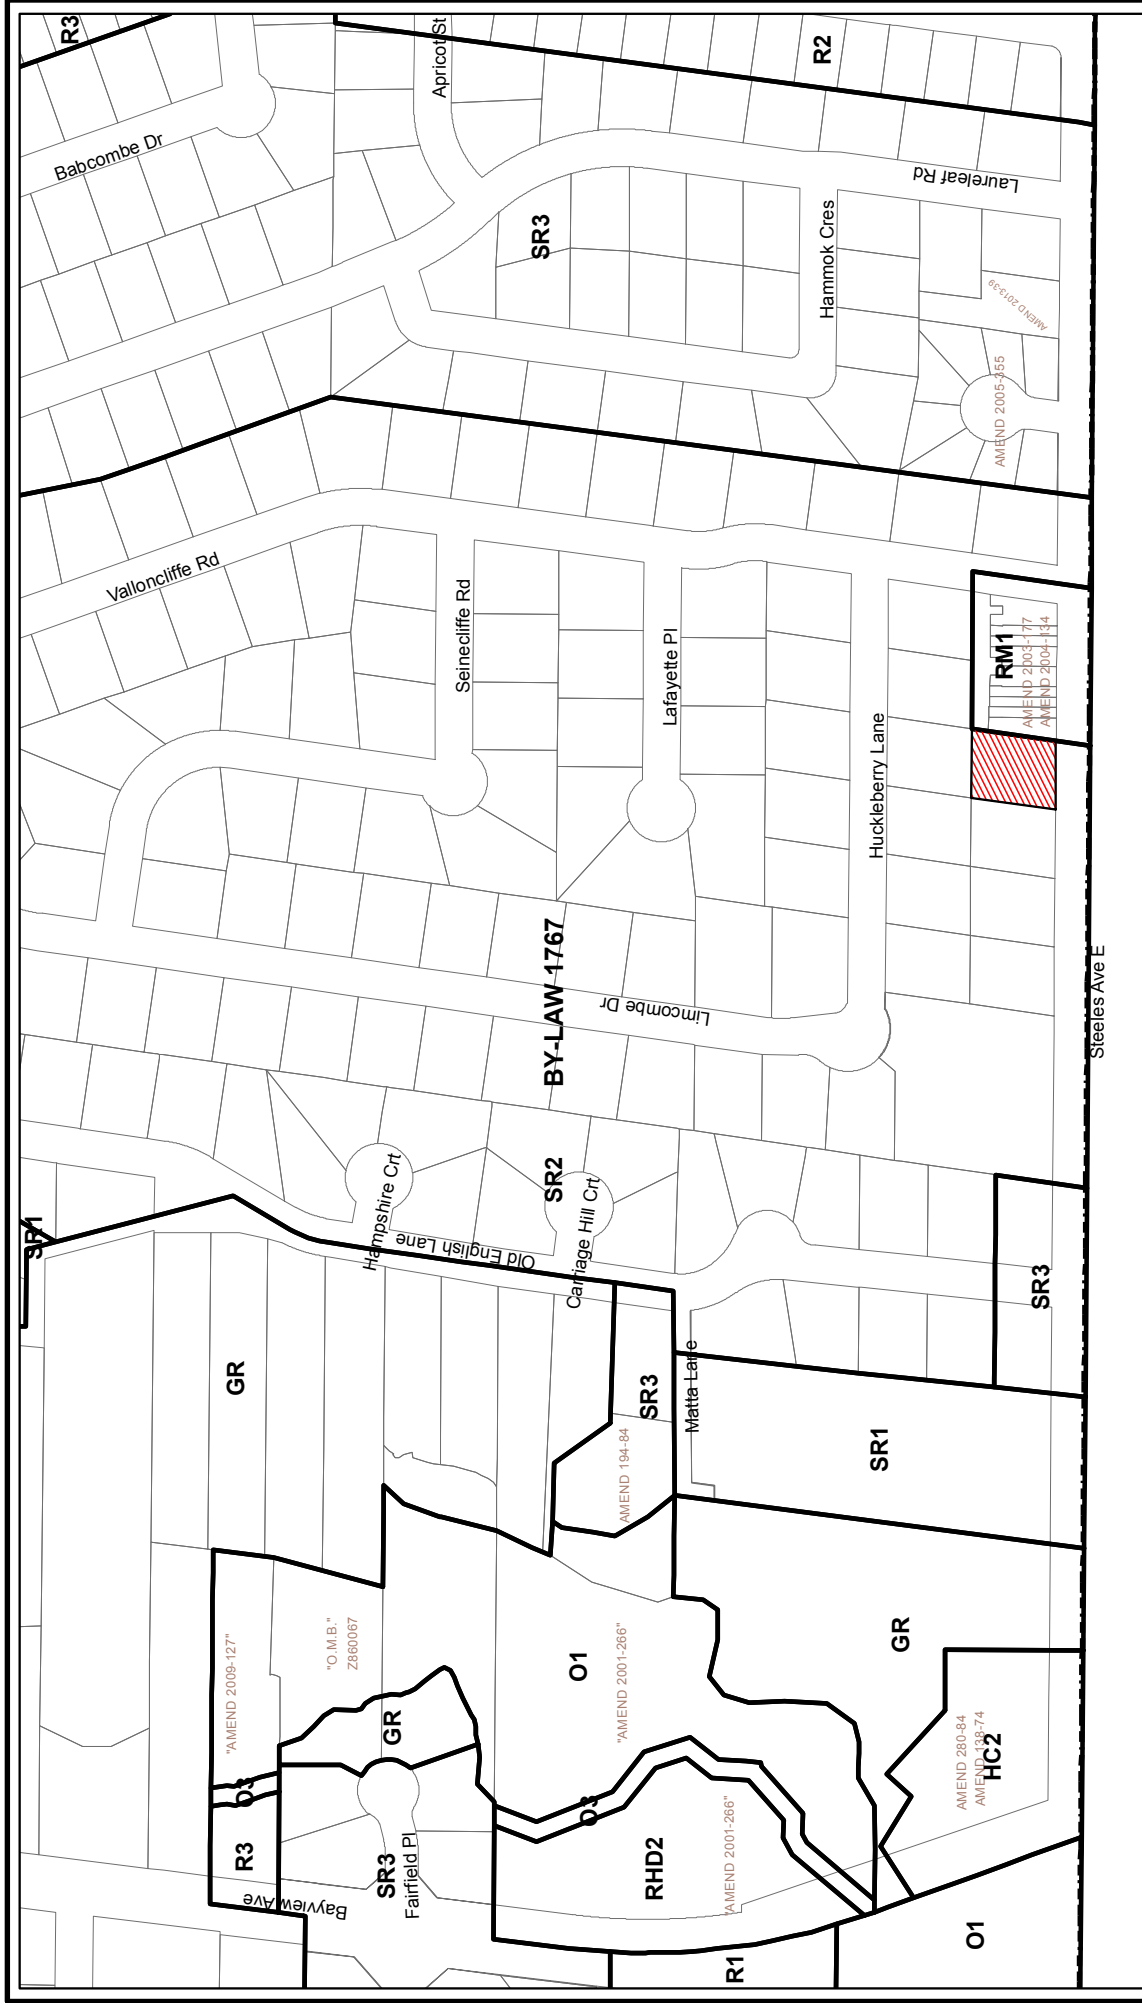 R3
R2
Apricot St
Babcombe Dr
Laureleaf Rd
SR3
Hammok Cres
AMEND 2013-39
AMEND 2005-355
Valloncliffe Rd
Seinecliffe Rd
Lafayette Pl
RM1
AMEND 2003-177
AMEND 2004-134
Huckleberry Lane
BY-LAW 1767
Limcombe Dr
Steeles Ave E
SR2
Hampshire Crt
Carriage Hill Crt
Old English Lane
SR1
SR3
GR
SR3
Matta Lane
AMEND 194-84
SR1
"AMEND 2009-127"
"O.M.B."
Z860067
O1
"AMEND 2001-266"
GR
GR
AMEND 280-84
AMEND 138-74
HC2
O3
O3
R3
SR3
Fairfield Pl
RHD2
"AMEND 2001-266"
Bayview Ave
R1
O1